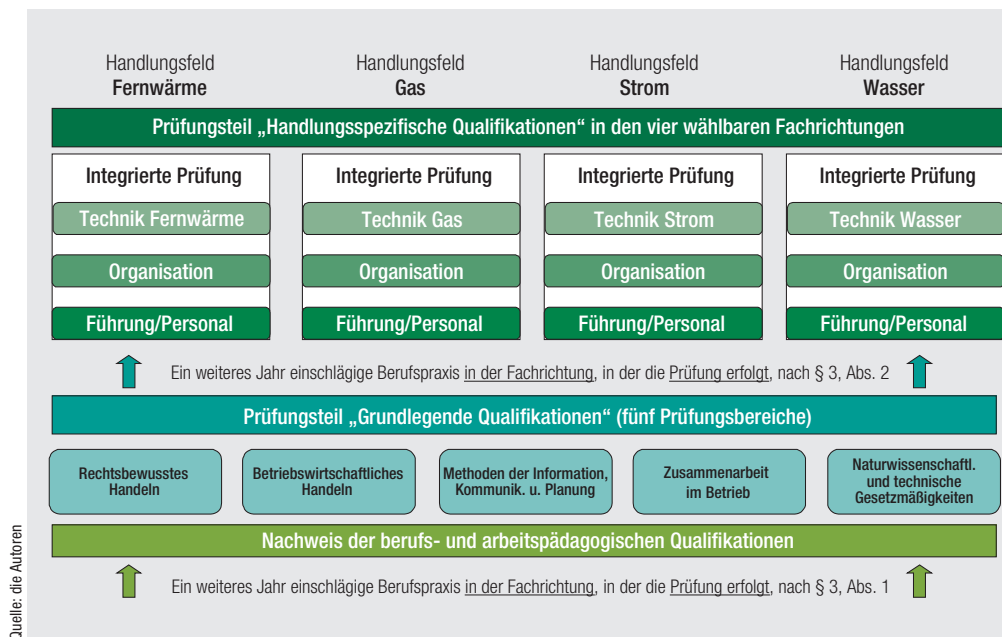 Handlungsfeld
Fernwärme
Handlungsfeld
Gas
Handlungsfeld
Strom
Handlungsfeld
Wasser
Prüfungsteil „Handlungsspezifische Qualifikationen“ in den vier wählbaren Fachrichtungen
Integrierte Prüfung
Technik Fernwärme
Organisation
Führung/Personal
Integrierte Prüfung
Technik Gas
Organisation
Führung/Personal
Integrierte Prüfung
Technik Strom
Organisation
Führung/Personal
Integrierte Prüfung
Technik Wasser
Organisation
Führung/Personal
Ein weiteres Jahr einschlägige Berufspraxis in der Fachrichtung, in der die Prüfung erfolgt, nach § 3, Abs. 2
Prüfungsteil „Grundlegende Qualifikationen“ (fünf Prüfungsbereiche)
Rechtsbewusstes
Handeln
Betriebswirtschaftliches
Handeln
Methoden der Information,
Kommunik. u. Planung
Zusammenarbeit
im Betrieb
Naturwissenschaftl.
und technische
Gesetzmäßigkeiten
Nachweis der berufs- und arbeitspädagogischen Qualifikationen
Ein weiteres Jahr einschlägige Berufspraxis in der Fachrichtung, in der die Prüfung erfolgt, nach § 3, Abs. 1
Quelle: die Autoren